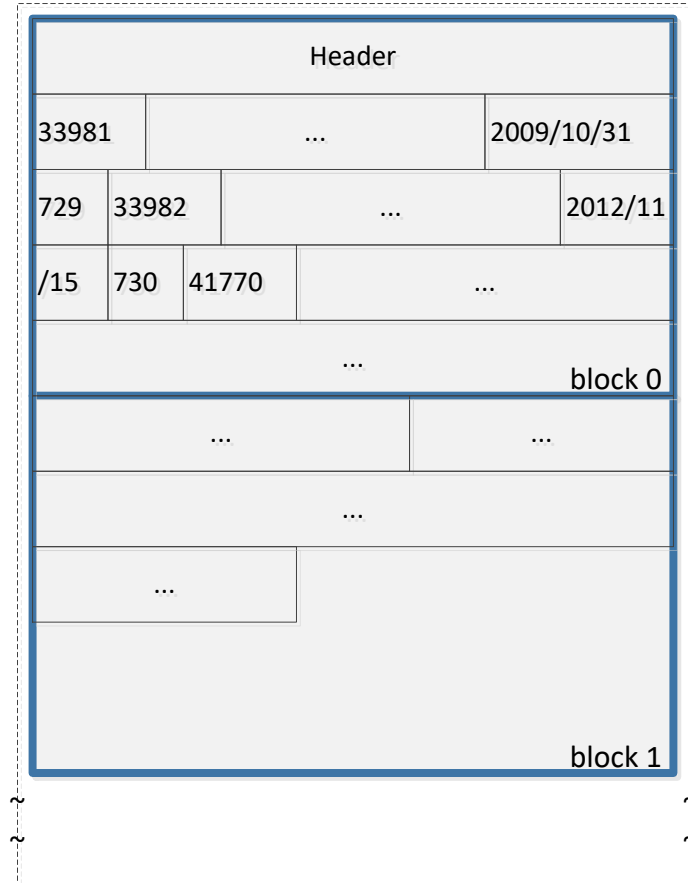 Header
33981 ... 2009/10/31
729 33982 ... 2012/11
/15 730 41770 ...
...
block 0
... ...
...
...
block 1
~ ~
~ ~